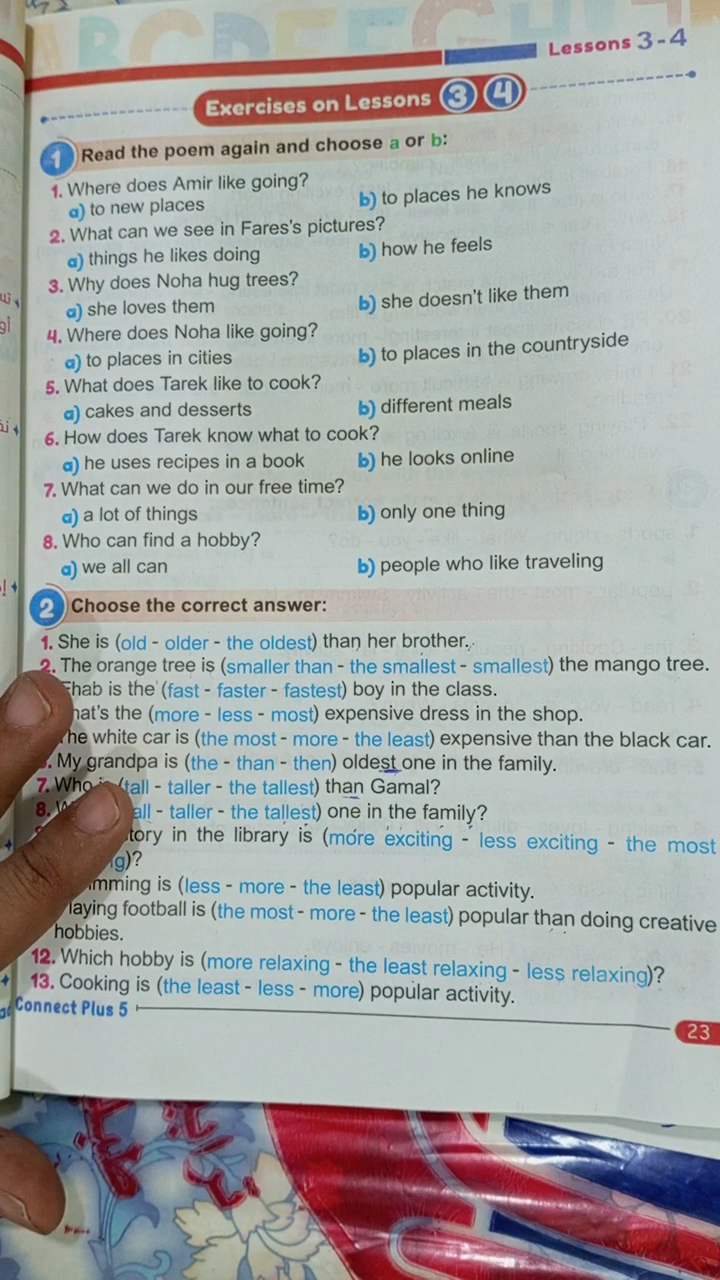 ABCDEFGHI
Lessons 3-4
Exercises on Lessons 3 4
1 Read the poem again and choose a or b:
1. Where does Amir like going?
a) to new places b) to places he knows
2. What can we see in Fares's pictures?
a) things he likes doing b) how he feels
3. Why does Noha hug trees?
a) she loves them b) she doesn't like them
4. Where does Noha like going?
a) to places in cities b) to places in the countryside
5. What does Tarek like to cook?
a) cakes and desserts b) different meals
6. How does Tarek know what to cook?
a) he uses recipes in a book b) he looks online
7. What can we do in our free time?
a) a lot of things b) only one thing
8. Who can find a hobby?
a) we all can b) people who like traveling
2 Choose the correct answer:
1. She is (old - older - the oldest) than her brother.
2. The orange tree is (smaller than - the smallest - smallest) the mango tree.
is the (fast - faster - fastest) boy in the class.
the (more - less - most) expensive dress in the shop.
white car is (the most - more - the least) expensive than the black car.
My grandpa is (the - than - then) oldest one in the family.
7. Who (tall - taller - the tallest) than Gamal?
8. - taller - the tallest) one in the family?
in the library is (more exciting - less exciting - the most
)?
is (less - more - the least) popular activity.
football is (the most - more - the least) popular than doing creative
hobbies.
12. Which hobby is (more relaxing - the least relaxing - less relaxing)?
13. Cooking is (the least - less - more) popular activity.
Connect Plus 5
23